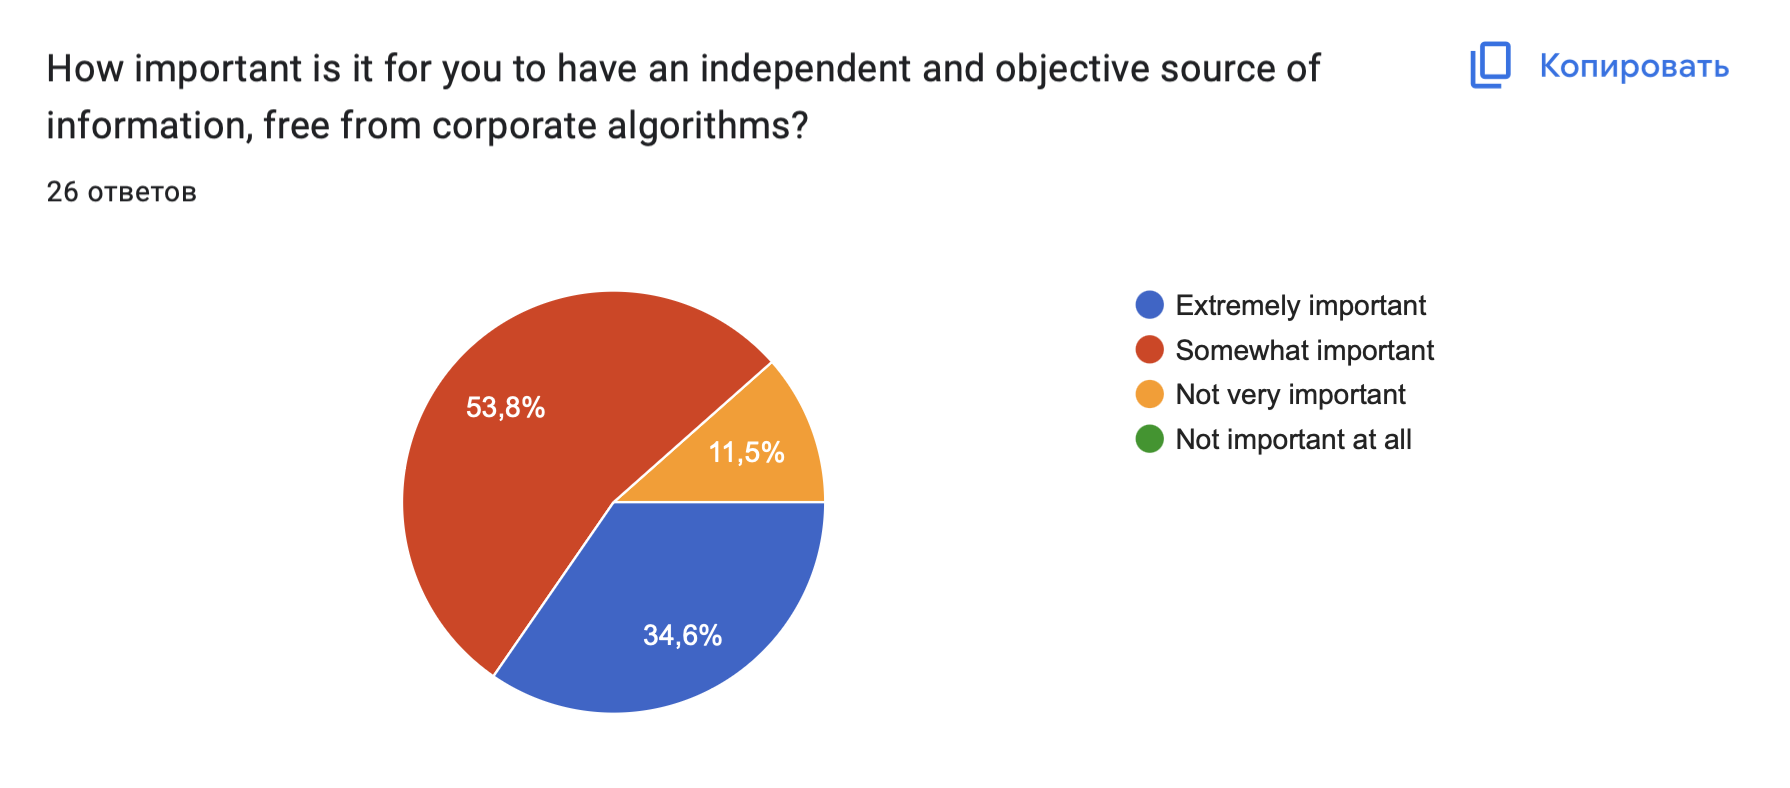 How important is it for you to have an independent and objective source of
information, free from corporate algorithms?
Копировать
26 ответов
53,8%
11,5%
34,6%
Extremely important
Somewhat important
Not very important
Not important at all